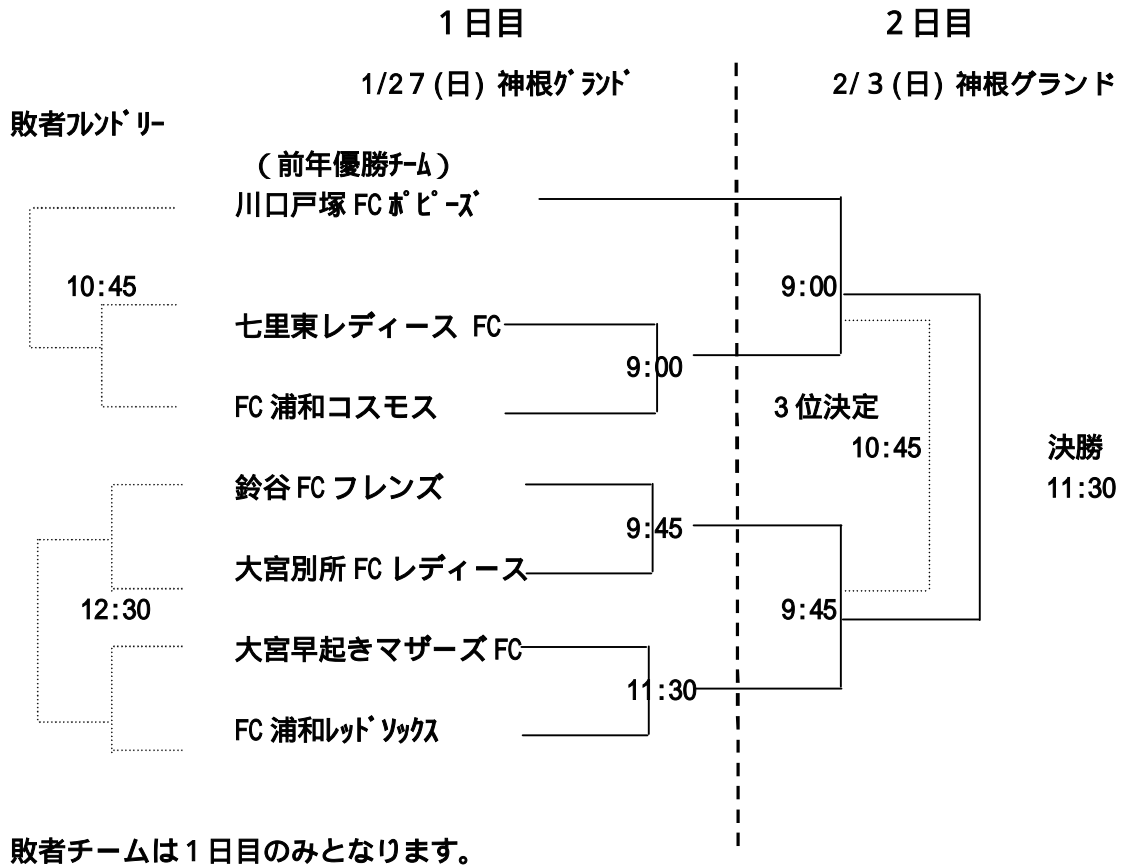 1日目
2日目
1/27(日) 神根ｸﾞﾗﾝﾄﾞ
2/3(日) 神根グランド
敗者ﾌﾚﾝﾄﾞﾘｰ
(前年優勝ﾁｰﾑ)
川口戸塚FCﾎﾟﾋﾟｰｽﾞ
10:45
9:00
七里東レディース FC
9:00
FC浦和コスモス
3位決定
10:45
決勝
鈴谷FCフレンズ
11:30
9:45
大宮別所FCレディース
12:30
9:45
大宮早起きマザーズFC
11:30
FC浦和ﾚｯﾄﾞｿｯｸｽ
敗者チームは1日目のみとなります。